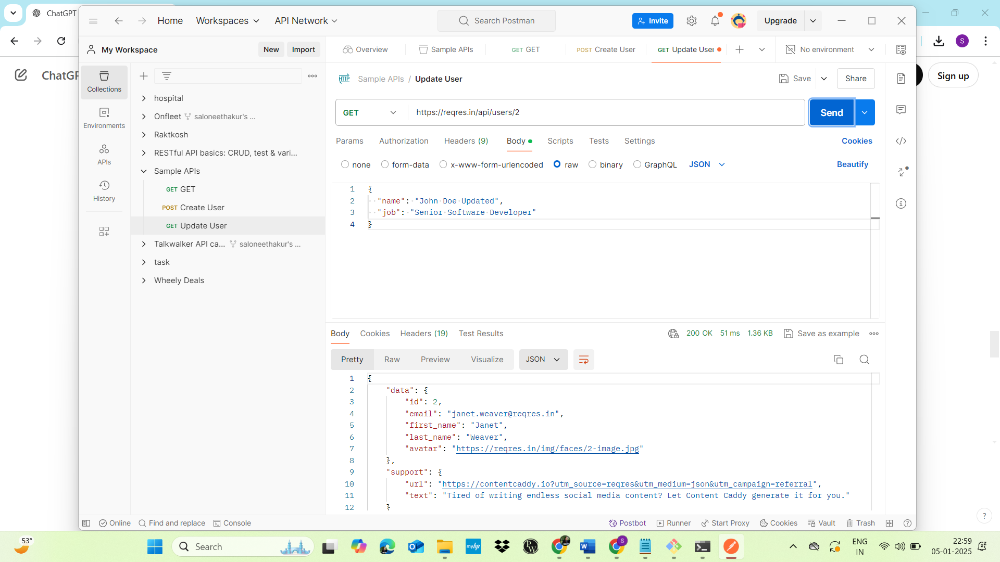 ChatGPT
Home Workspaces API Network Search Postman Invite Upgrade
S
My Workspace New Import Overview Sample APIs GET GET POST Create User GET Update User No environment
ChatGP
Sign up
Collections
Environments
APIs
History
hospital
Onfleet saloneethakur's ...
Raktkosh
RESTful API basics: CRUD, test & vari...
Sample APIs
GET GET
POST Create User
GET Update User
Talkwalker API ca... saloneethakur's ...
task
Wheely Deals
HTTP Sample APIs / Update User Save Share
GET https://reqres.in/api/users/2 Send
Params Authorization Headers (9) Body Scripts Tests Settings Cookies
none form-data x-www-form-urlencoded raw binary GraphQL JSON Beautify
1 {
2 "name": "John Doe Updated",
3 "job": "Senior Software Developer"
4 }
Body Cookies Headers (19) Test Results 200 OK 51 ms 1.36 KB Save as example
Pretty Raw Preview Visualize JSON
1 {
2 "data": {
3 "id": 2,
4 "email": "janet.weaver@reqres.in",
5 "first_name": "Janet",
6 "last_name": "Weaver",
7 "avatar": "https://reqres.in/img/faces/2-image.jpg"
8 },
9 "support": {
10 "url": "https://contentcaddy.io?utm_source=reqres&utm_medium=json&utm_campaign=referral",
11 "text": "Tired of writing endless social media content? Let Content Caddy generate it for you."
12 }
?
Online Find and replace Console Postbot Runner Start Proxy Cookies Vault Trash
53°
Search
myhp
PW
S
ENG
IN
22:59
05-01-2025